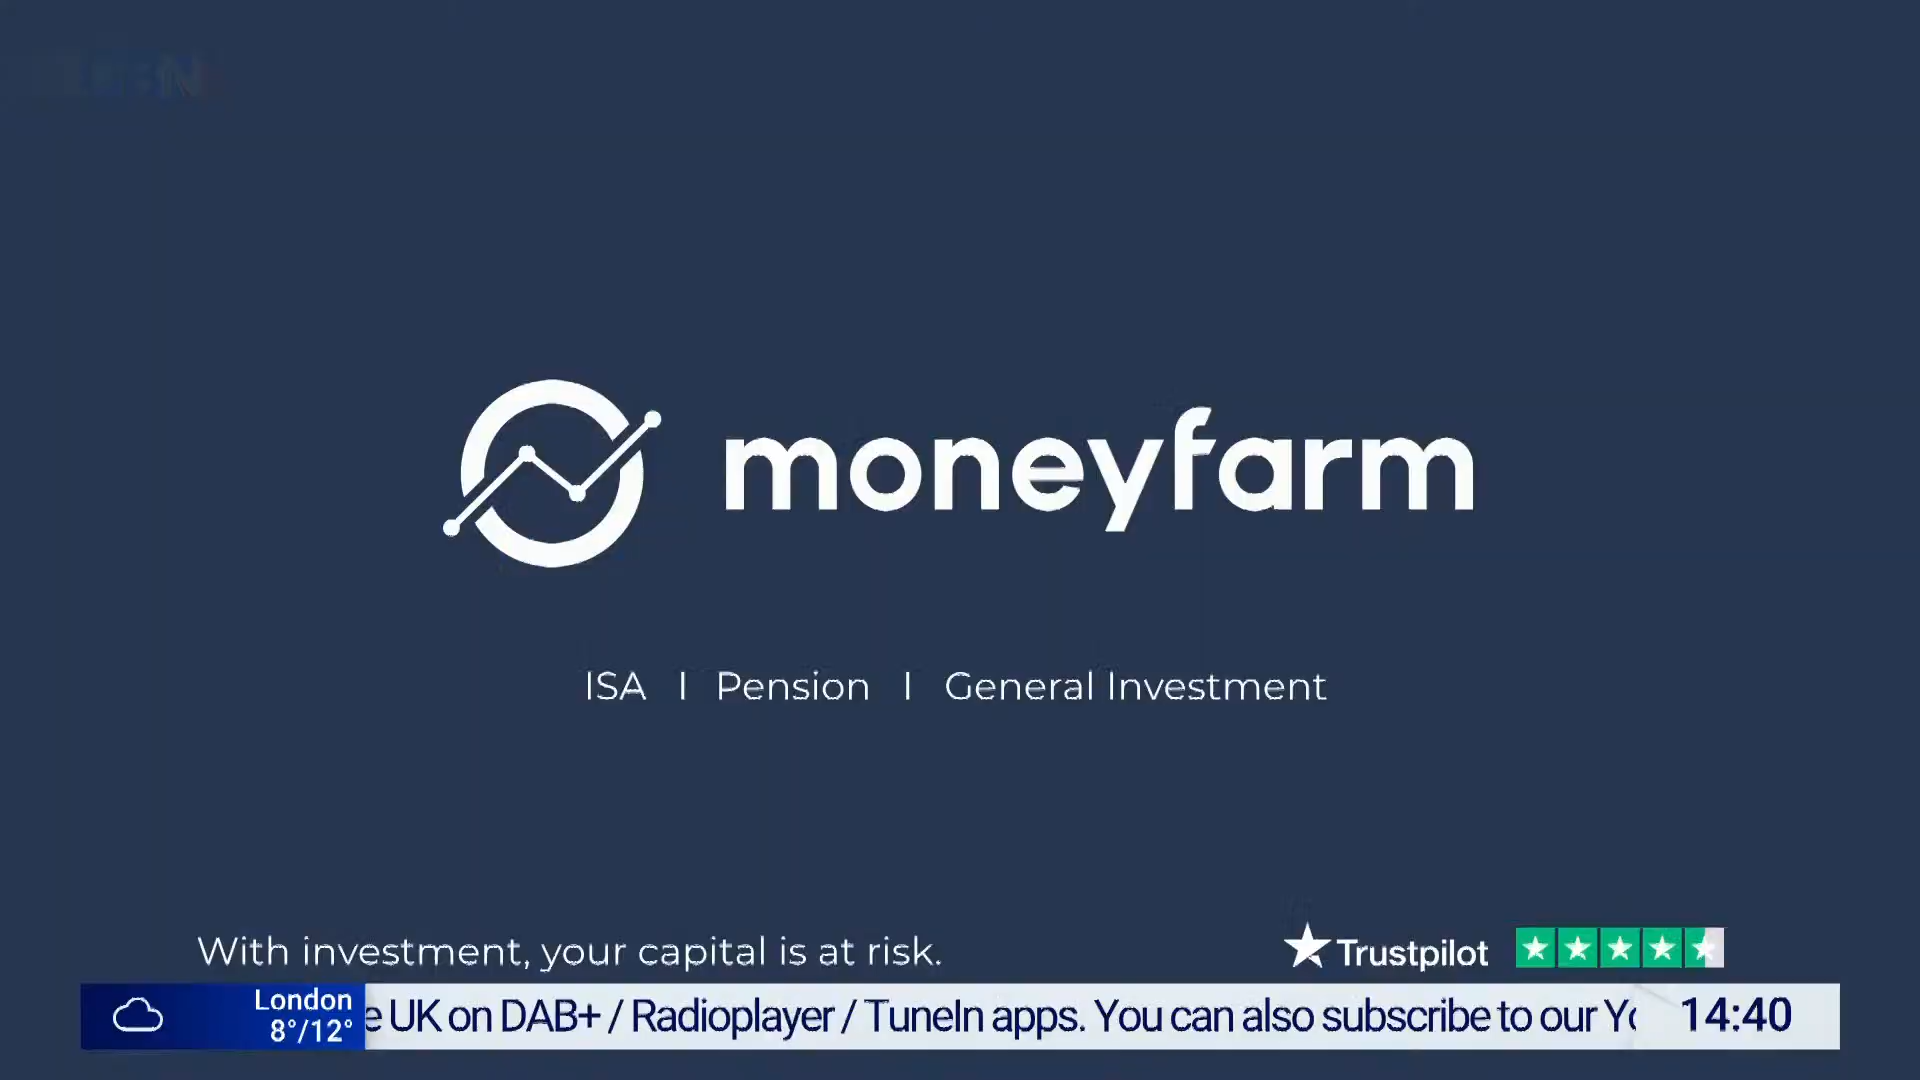 moneyfarm
ISA | Pension | General Investment
With investment, your capital is at risk.
Trustpilot
London
8°/12°
e UK on DAB+ / Radioplayer / TuneIn apps. You can also subscribe to our Yo
14:40